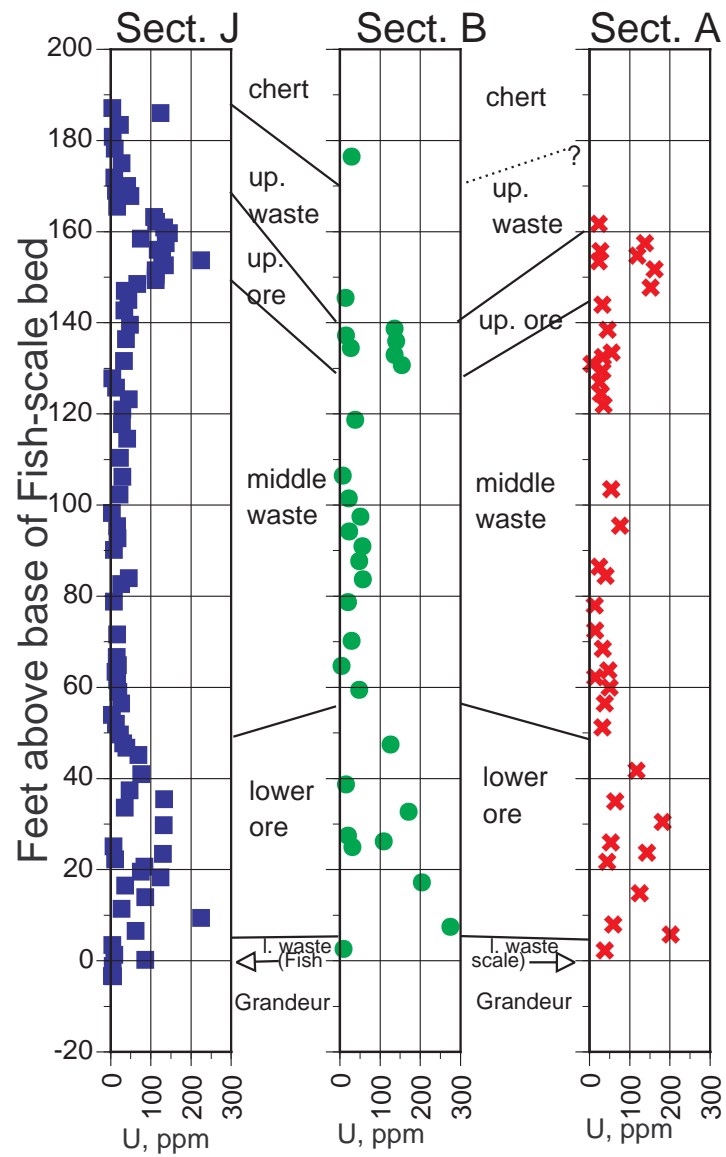 Sect. J Sect. B Sect. A
Feet above base of Fish-scale bed
200
180
160
140
120
100
80
60
40
20
0
-20
chert
up.
waste
up.
ore
middle
waste
lower
ore
l. waste
(Fish
Grandeur
chert
?
up.
waste
up. ore
middle
waste
lower
ore
l. waste
scale)
Grandeur
0 100 200 300
U, ppm
0 100 200 300
U, ppm
0 100 200 300
U, ppm